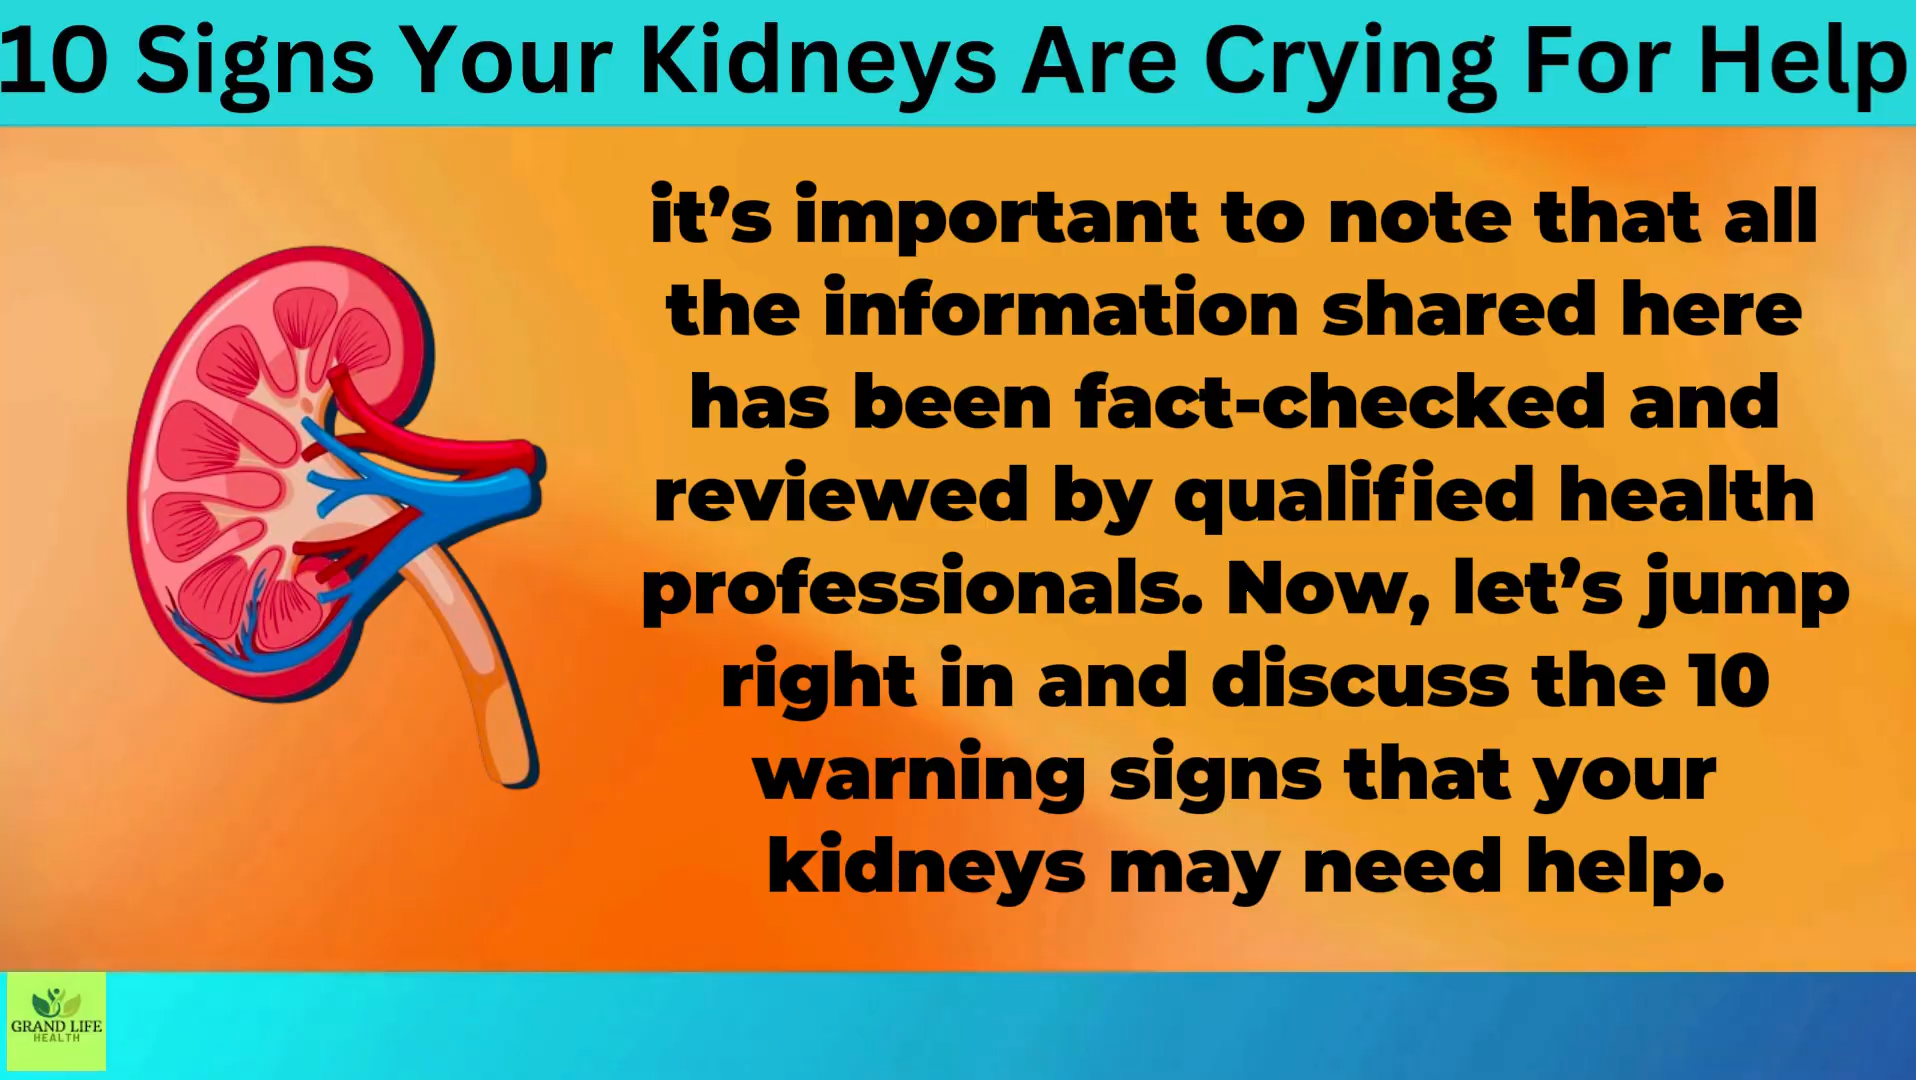 10 Signs Your Kidneys Are Crying For Help
it's important to note that all
the information shared here
has been fact-checked and
reviewed by qualified health
professionals. Now, let's jump
right in and discuss the 10
warning signs that your
kidneys may need help.
GRAND LIFE
HEALTH